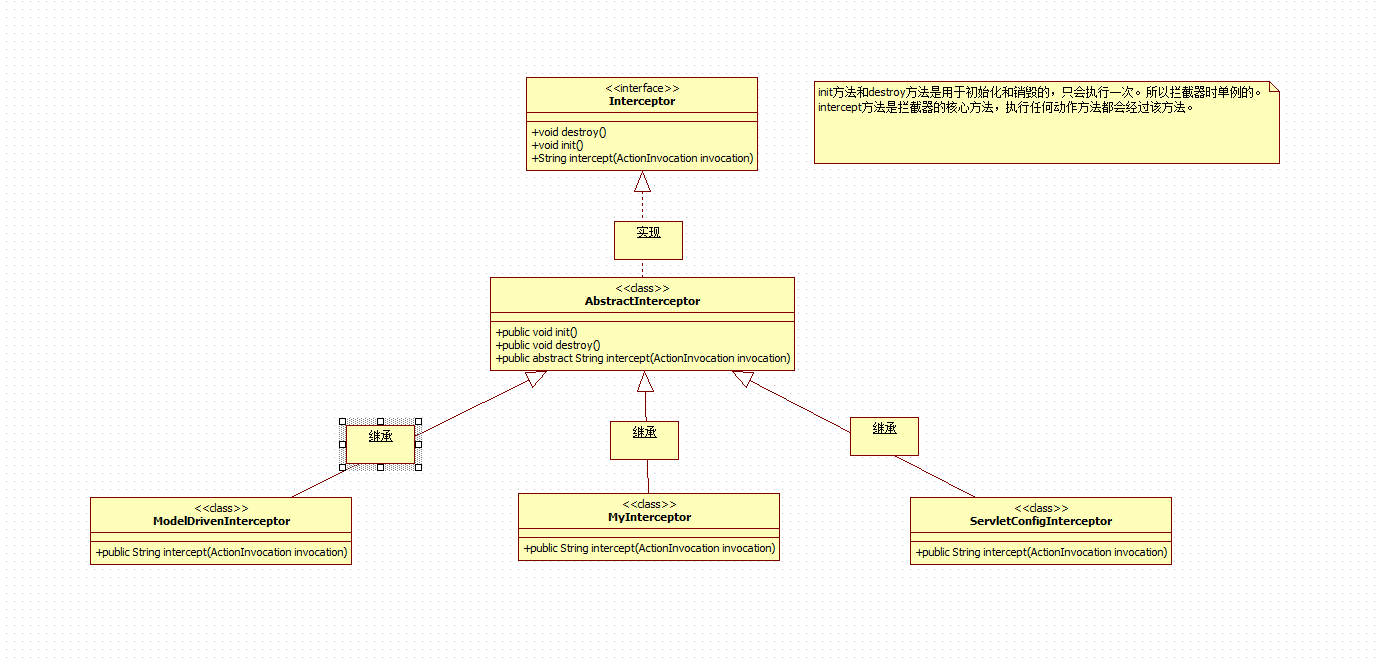 <<interface>>
Interceptor
+void destroy()
+void init()
+String intercept(ActionInvocation invocation)
init方法和destroy方法是用于初始化和销毁的，只会执行一次。所以拦截器时单例的。
intercept方法是拦截器的核心方法，执行任何动作方法都会经过该方法。
实现
<<class>>
AbstractInterceptor
+public void init()
+public void destroy()
+public abstract String intercept(ActionInvocation invocation)
继承
继承
继承
<<class>>
ModelDrivenInterceptor
+public String intercept(ActionInvocation invocation)
<<class>>
MyInterceptor
+public String intercept(ActionInvocation invocation)
<<class>>
ServletConfigInterceptor
+public String intercept(ActionInvocation invocation)